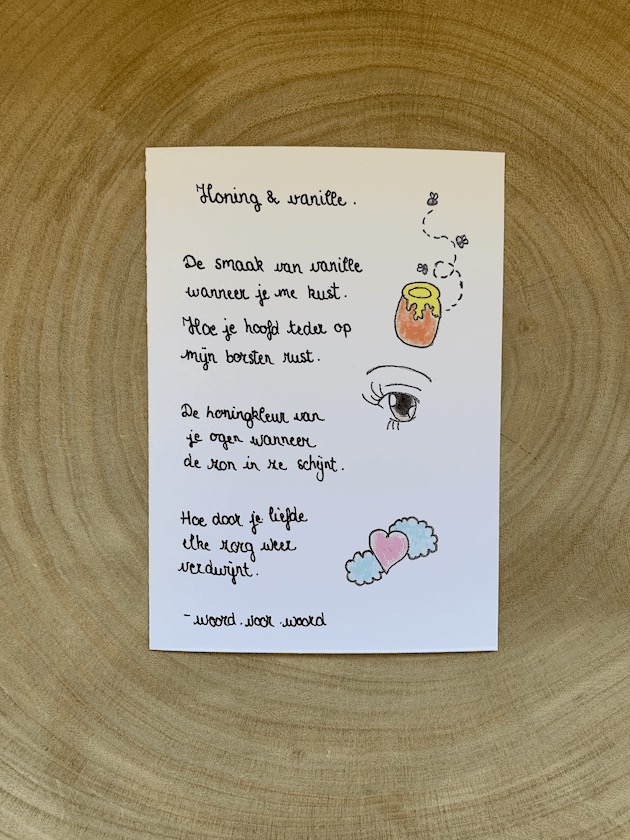 Honing & vanille.
De smaak van vanille
wanneer je me kust.
Hoe je hoofd teder op
mijn borsten rust.
De honingkleur van
je ogen wanneer
de zon in ze schijnt.
Hoe door je liefde
elke zorg weer
verdwijnt.
- woord.voor.woord